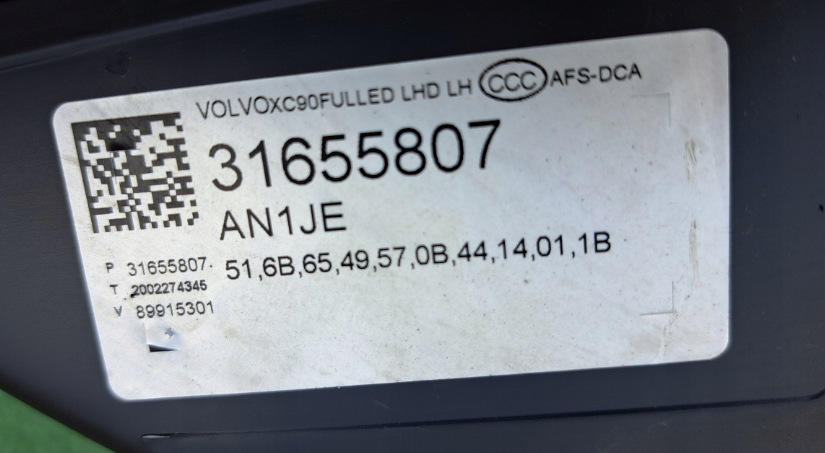 VOLVOXC90FULLED LHD LH CCC AFS-DCA
31655807
AN1JE
51,6B,65,49,57,0B,44,14,01,1B
P 31655807
T 2002274346
V 89915301